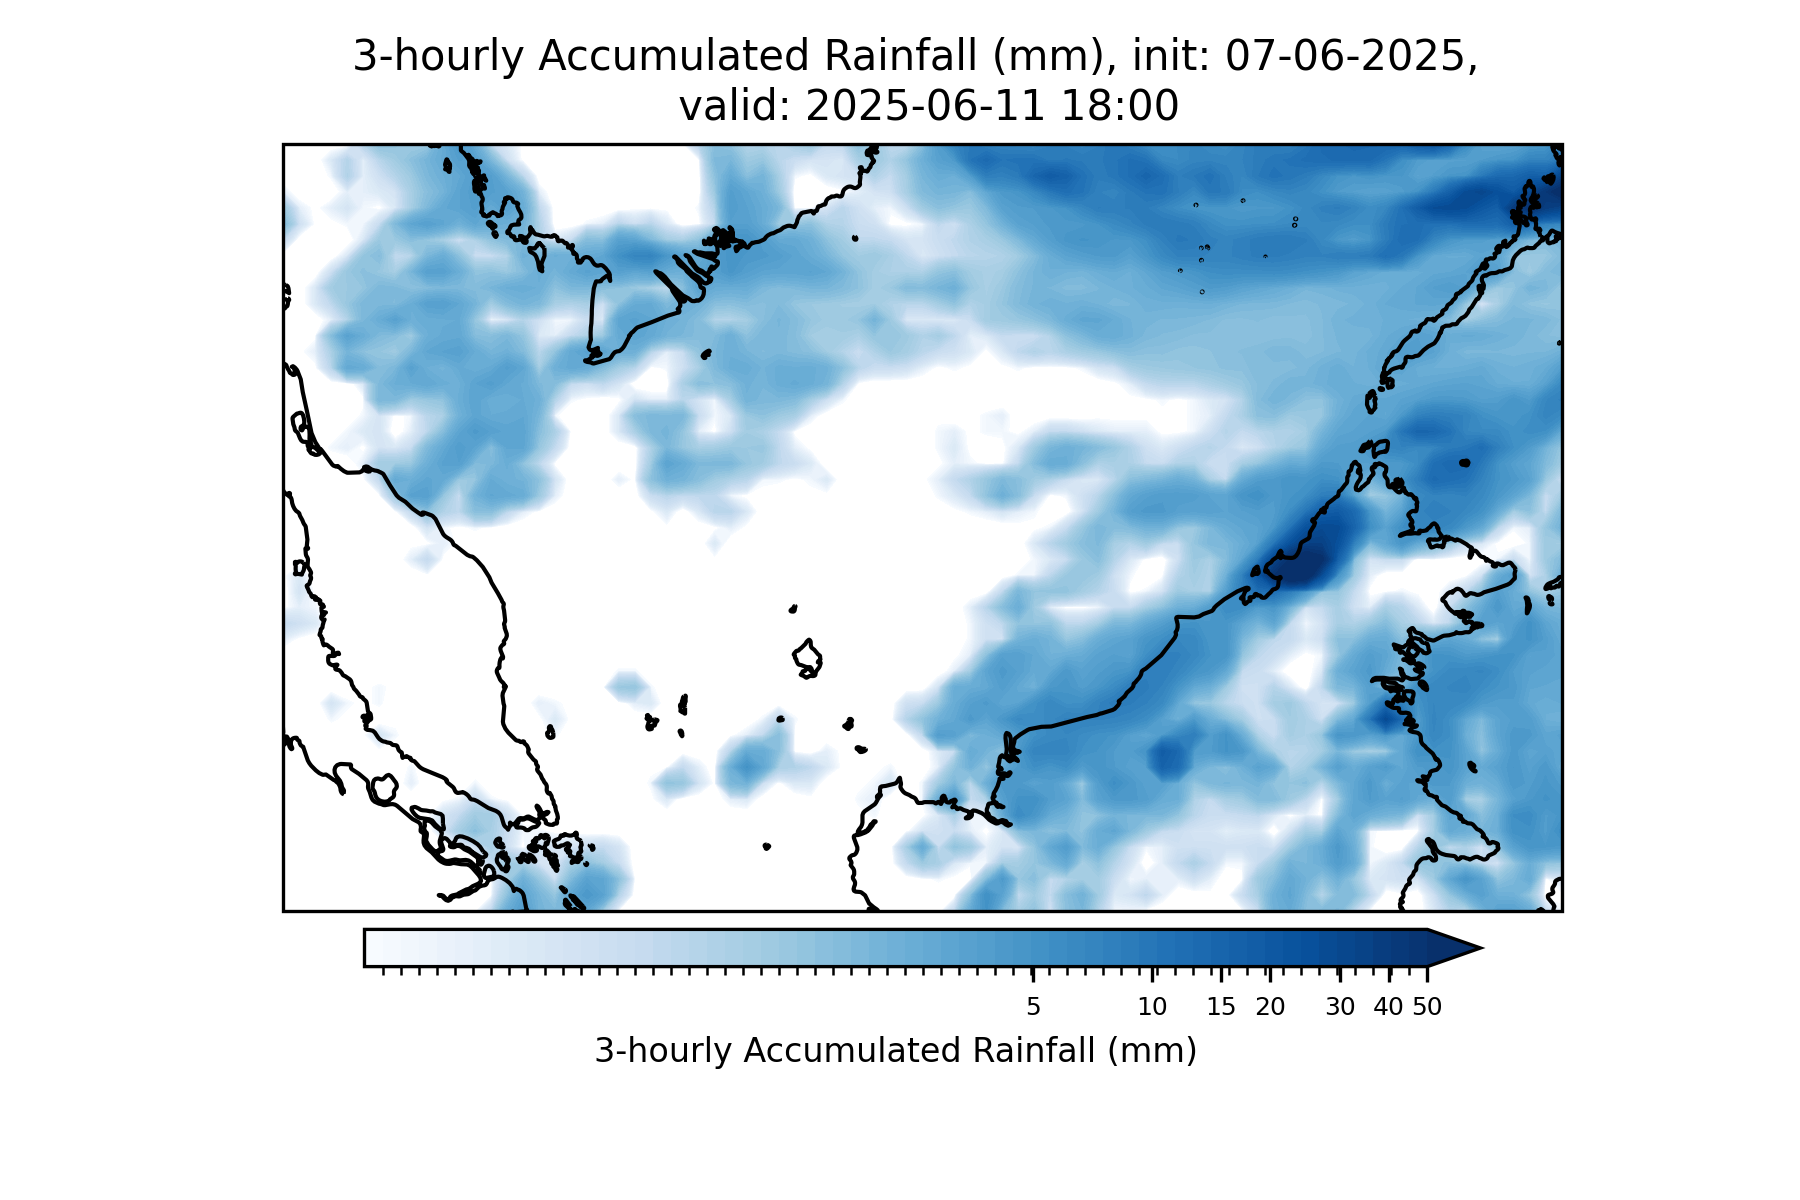 3-hourly Accumulated Rainfall (mm), init: 07-06-2025,
valid: 2025-06-11 18:00
5 10 15 20 30 40 50
3-hourly Accumulated Rainfall (mm)